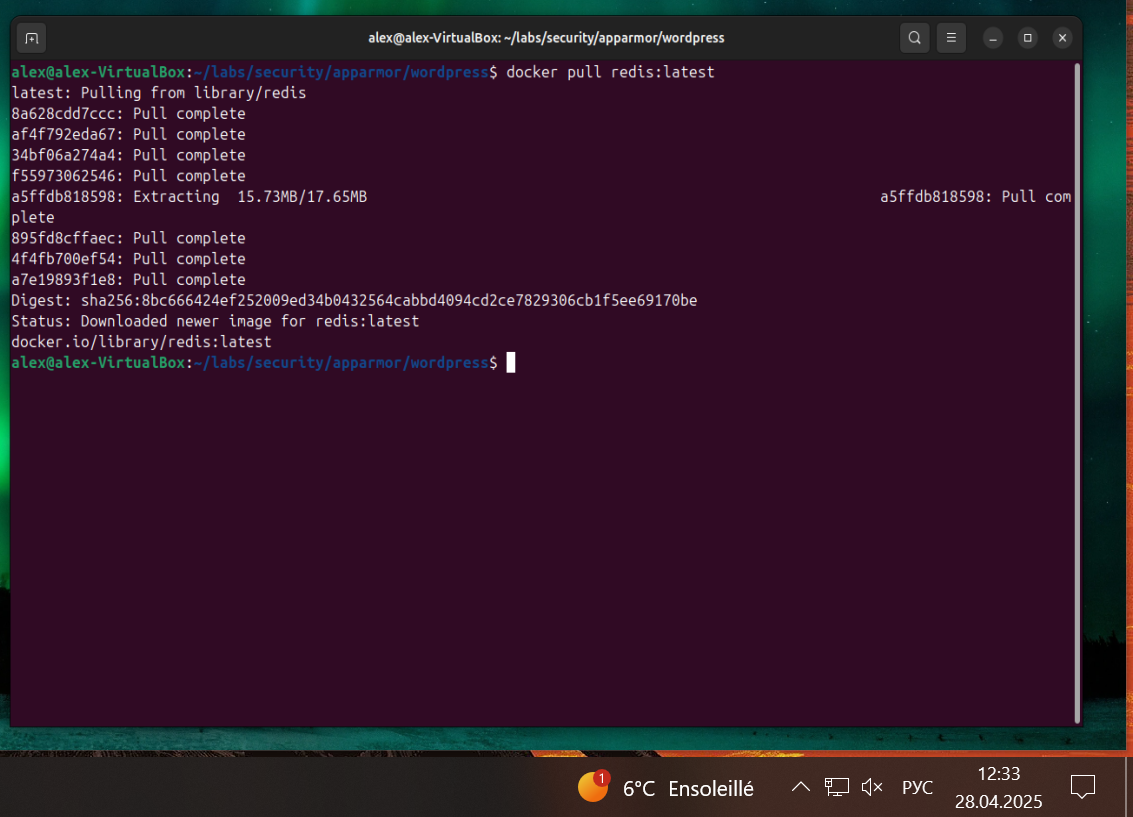 alex@alex-VirtualBox: ~/labs/security/apparmor/wordpress
alex@alex-VirtualBox:~/labs/security/apparmor/wordpress$ docker pull redis:latest
latest: Pulling from library/redis
8a628cdd7ccc: Pull complete
af4f792eda67: Pull complete
34bf06a274a4: Pull complete
f55973062546: Pull complete
a5ffdb818598: Extracting  15.73MB/17.65MB a5ffdb818598: Pull com
plete
895fd8cffaec: Pull complete
4f4fb700ef54: Pull complete
a7e19893f1e8: Pull complete
Digest: sha256:8bc666424ef252009ed34b0432564cabbd4094cd2ce7829306cb1f5ee69170be
Status: Downloaded newer image for redis:latest
docker.io/library/redis:latest
alex@alex-VirtualBox:~/labs/security/apparmor/wordpress$
1
6°C Ensoleillé
РУС
12:33
28.04.2025